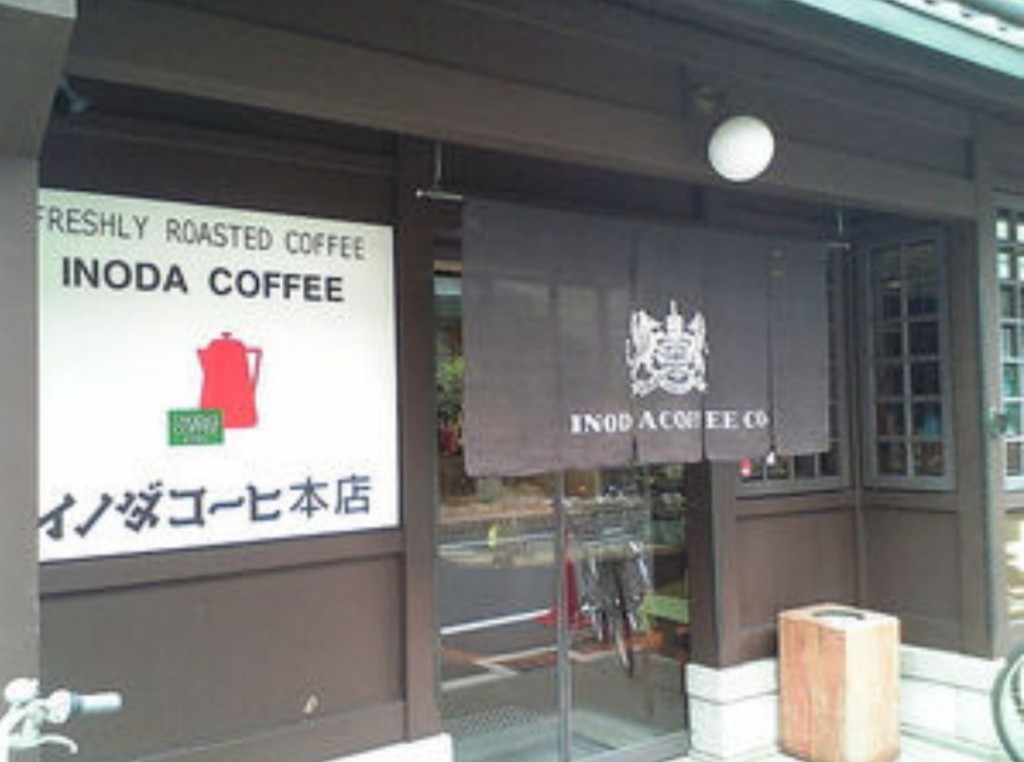 FRESHLY ROASTED COFFEE
INODA COFFEE
イノダコーヒ本店
INODA COFFEE CO